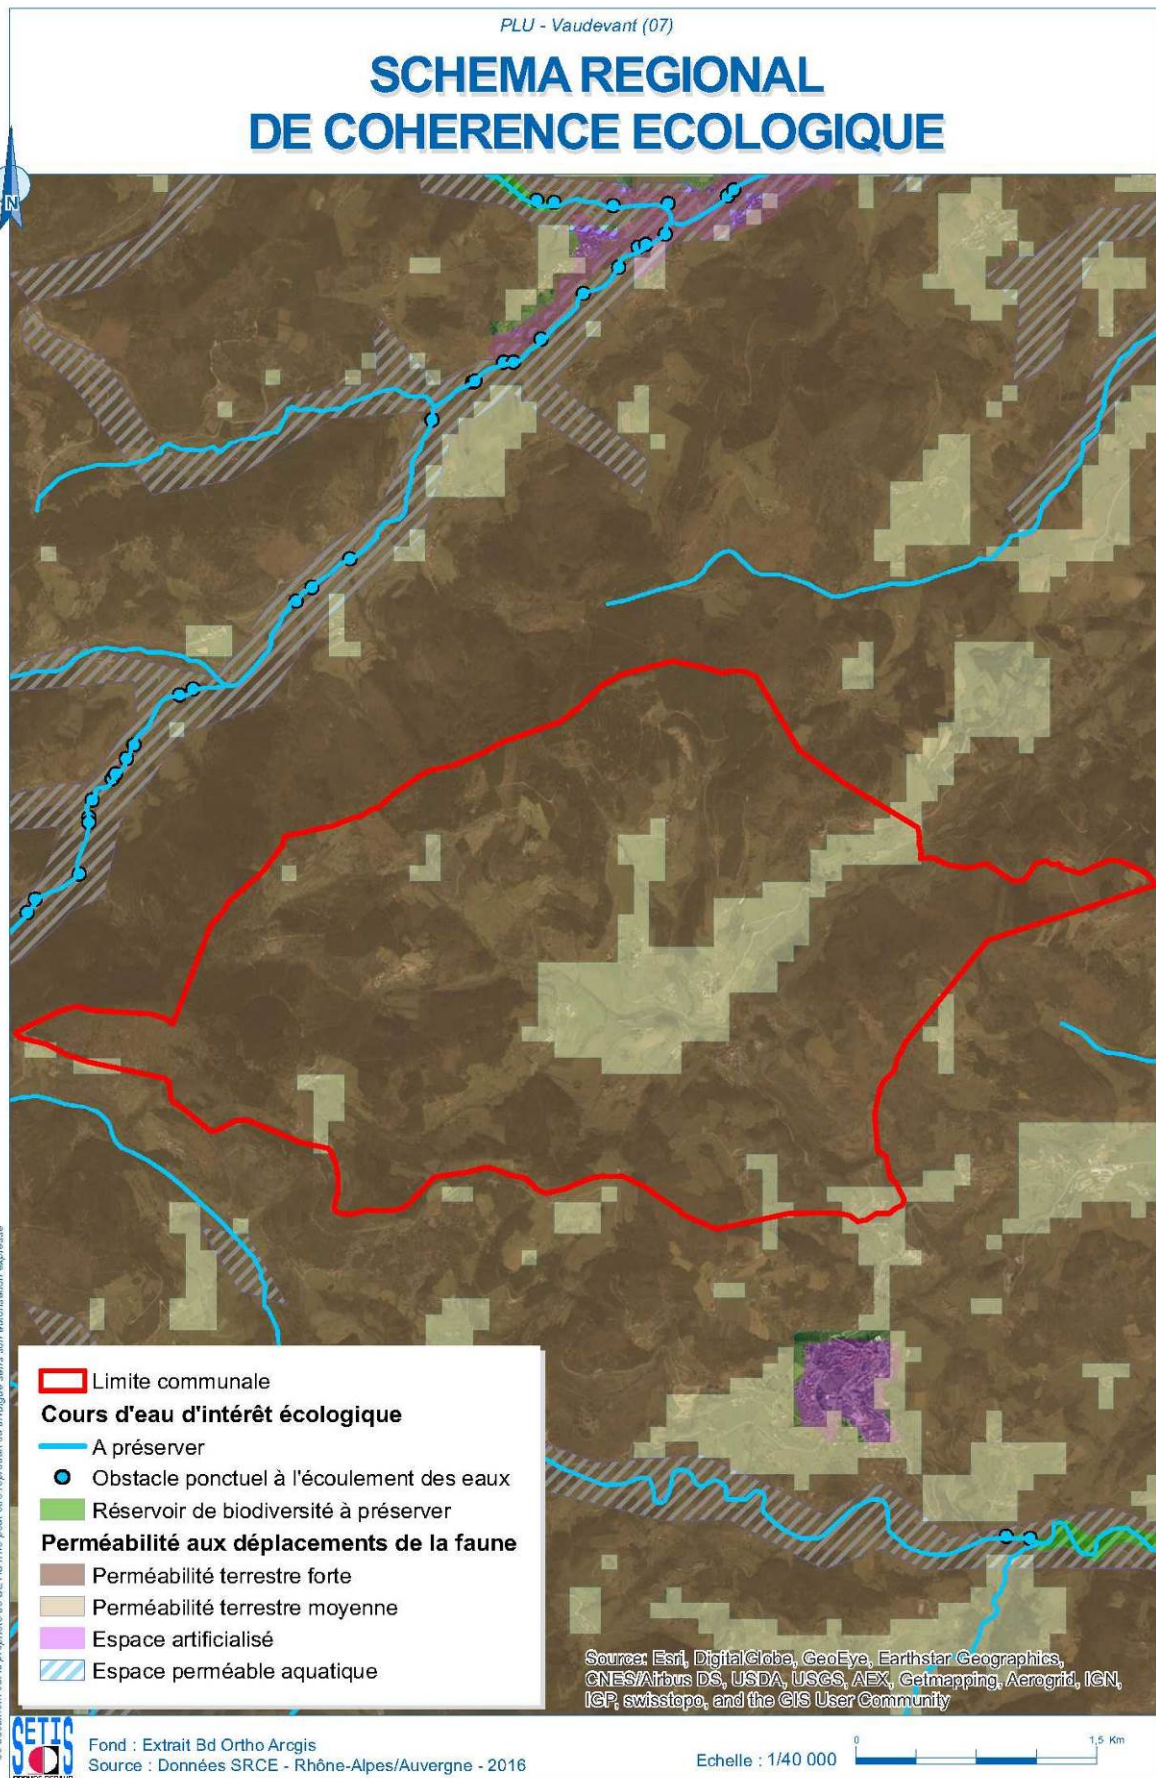 PLU - Vaudevant (07)
SCHEMA REGIONAL
DE COHERENCE ECOLOGIQUE
N
Limite communale
Cours d'eau d'intérêt écologique
A préserver
Obstacle ponctuel à l'écoulement des eaux
Réservoir de biodiversité à préserver
Perméabilité aux déplacements de la faune
Perméabilité terrestre forte
Perméabilité terrestre moyenne
Espace artificialisé
Espace perméable aquatique
Source: Esri, DigitalGlobe, GeoEye, Earthstar Geographics,
CNES/Airbus DS, USDA, USGS, AEX, Getmapping, Aerogrid, IGN,
IGP, swisstopo, and the GIS User Community
SETIS
Fond : Extrait Bd Ortho Arcgis
Source : Données SRCE - Rhône-Alpes/Auvergne - 2016
Echelle : 1/40 000
0
1,5 Km